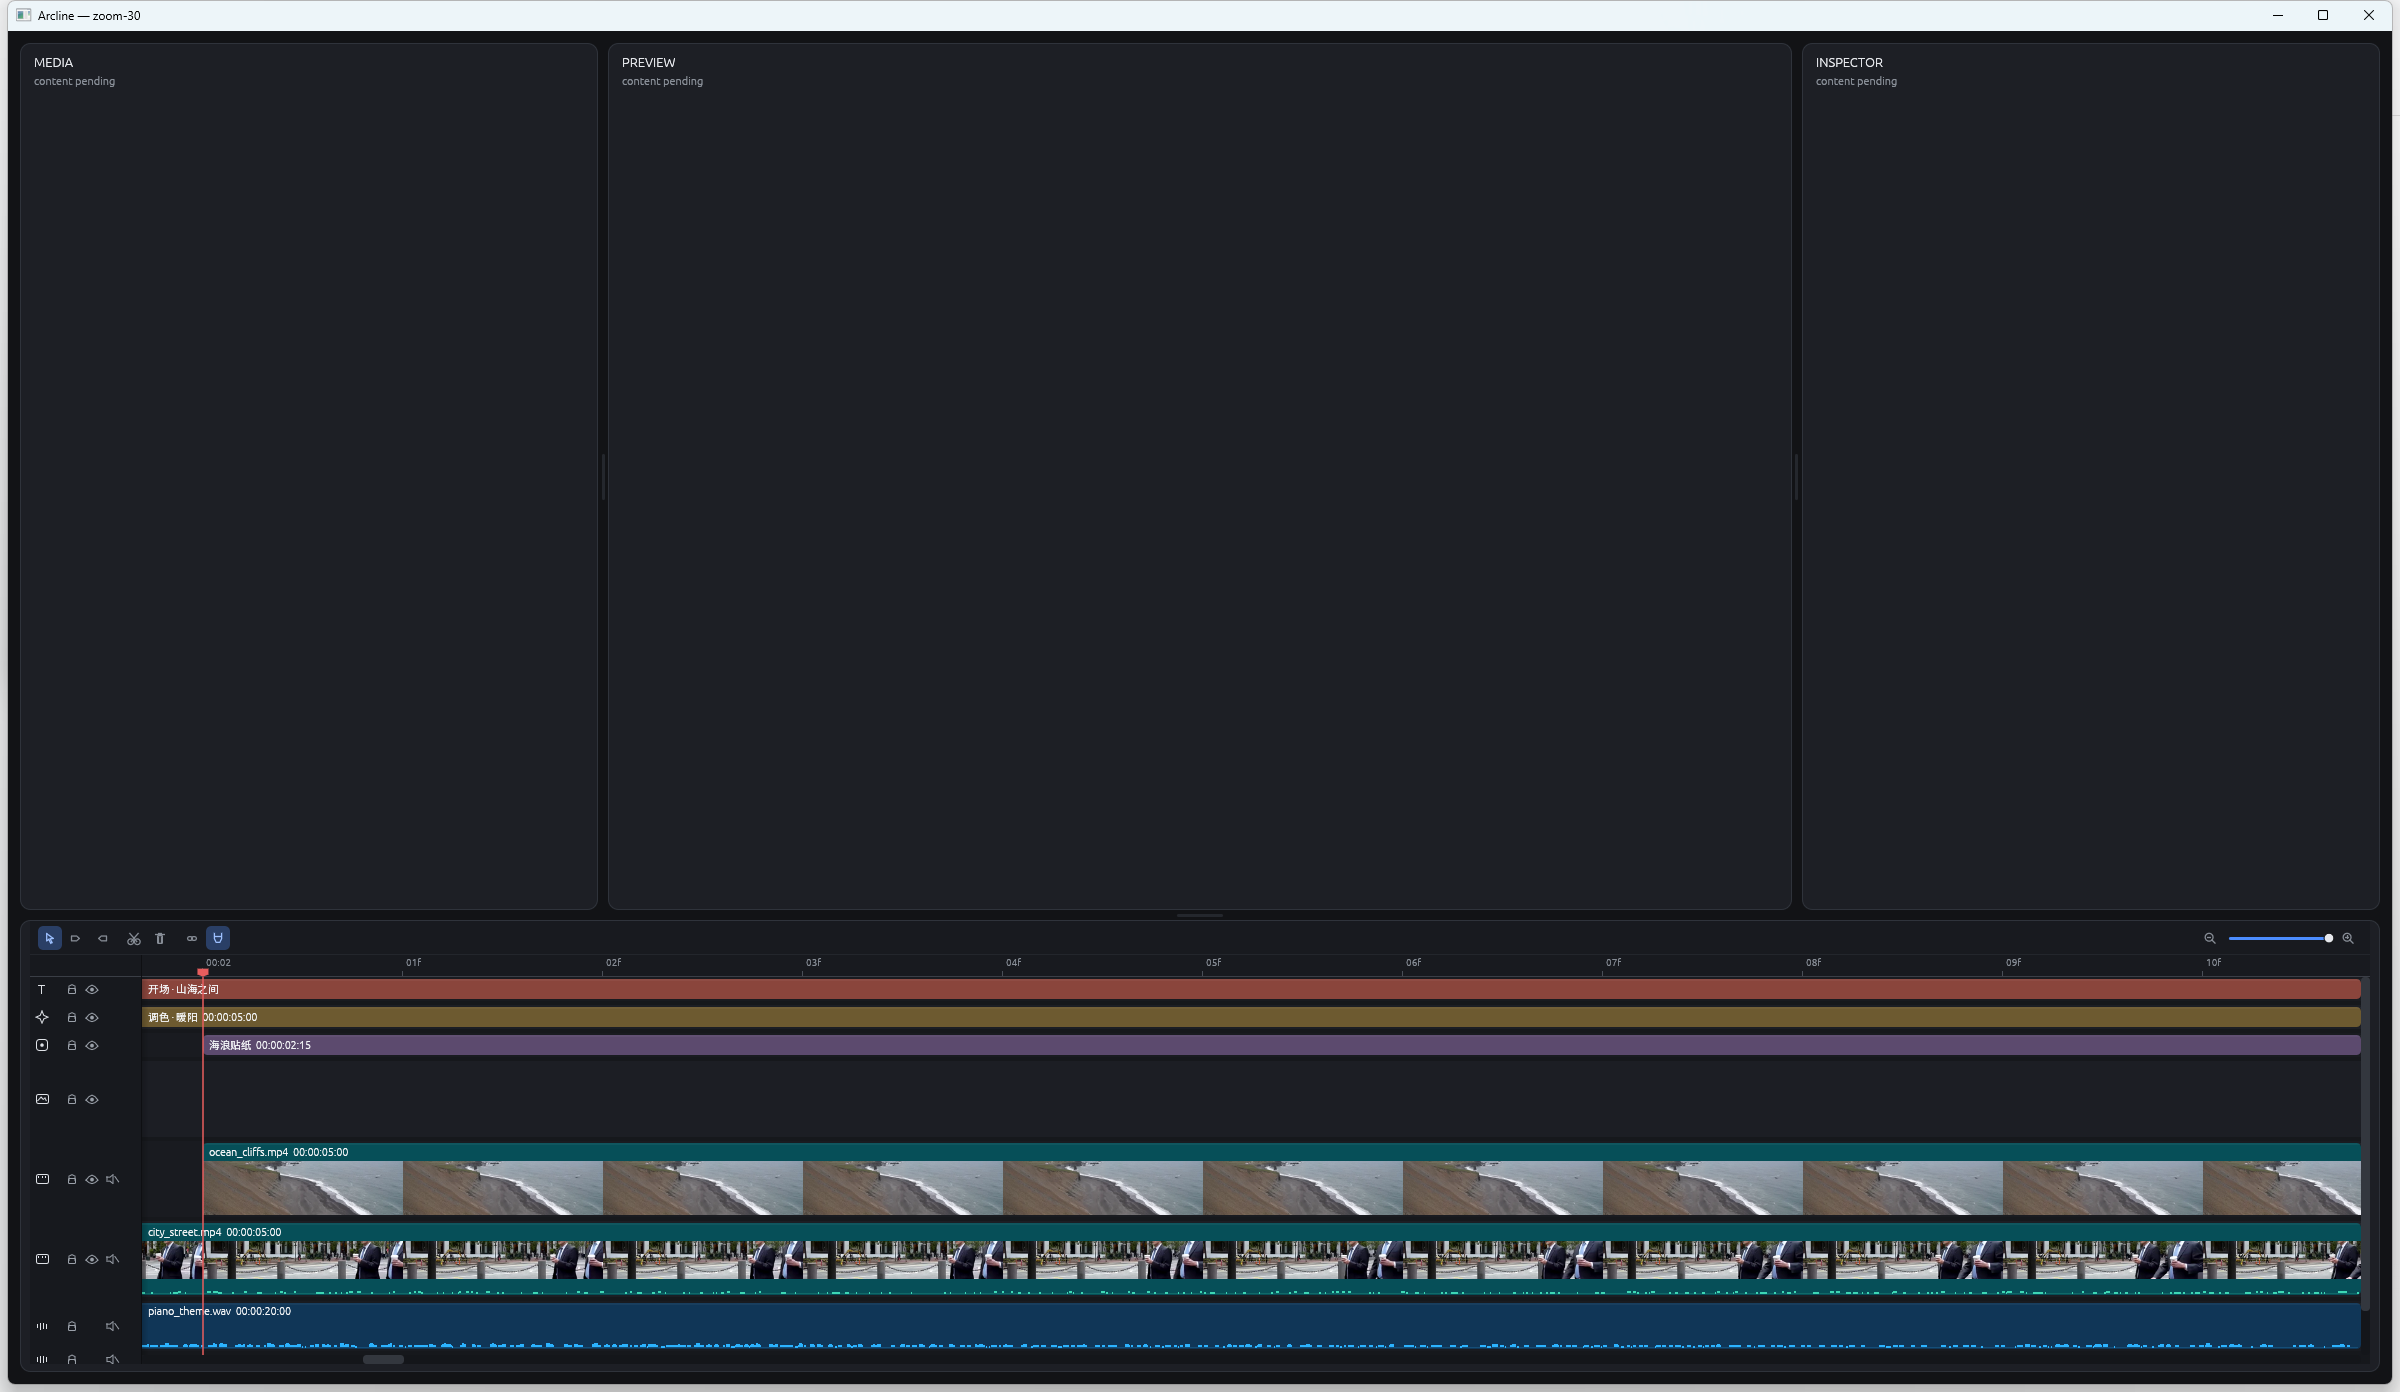 Arcline — zoom-30
MEDIA
content pending
PREVIEW
content pending
INSPECTOR
content pending
00:02 01f 02f 03f 04f 05f 06f 07f 08f 09f 10f
T
开场·山海之间
调色·暖阳 00:00:05:00
海浪贴纸 00:00:02:15
ocean_cliffs.mp4 00:00:05:00
city_street.mp4 00:00:05:00
piano_theme.wav 00:00:20:00